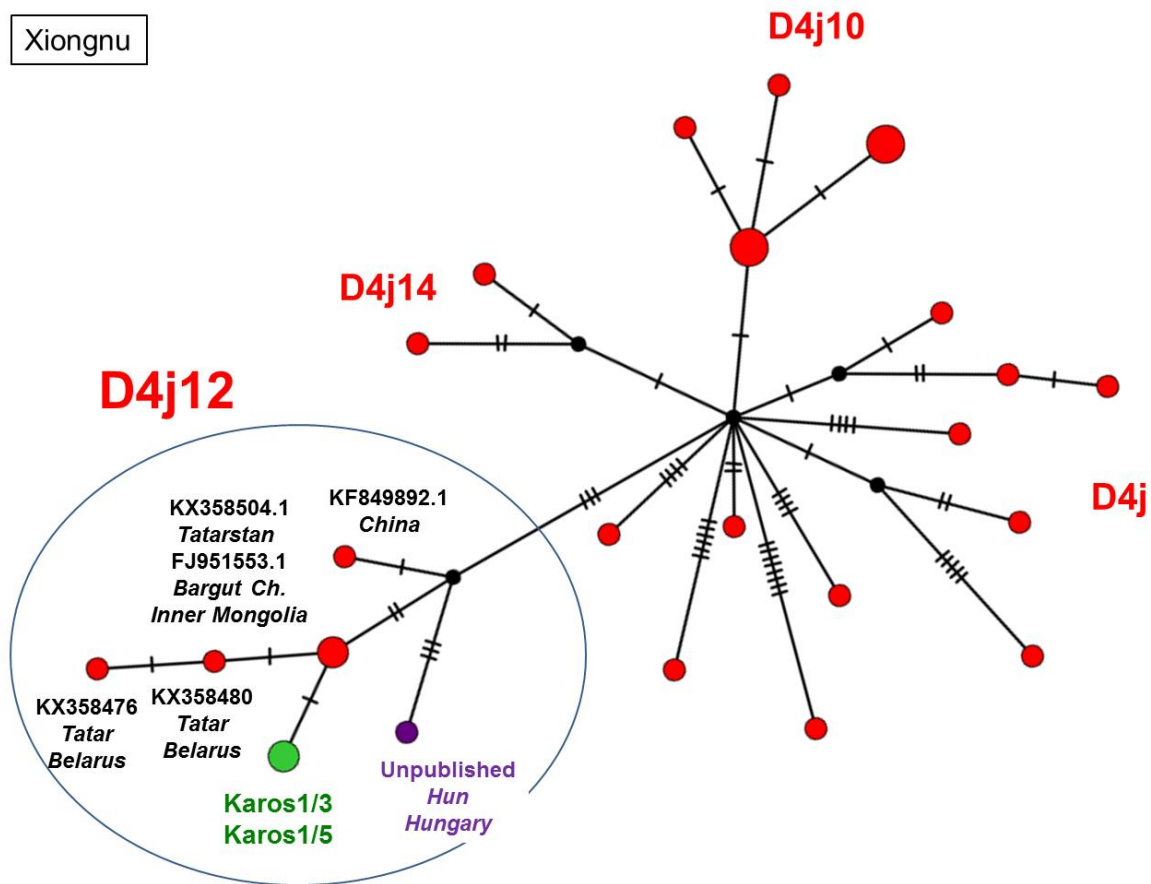 Xiongnu
D4j10
D4j14
D4j12
D4j
KX358504.1
Tatarstan
FJ951553.1
Bargut Ch.
Inner Mongolia
KF849892.1
China
KX358476
Tatar
Belarus
KX358480
Tatar
Belarus
Karos1/3
Karos1/5
Unpublished
Hun
Hungary